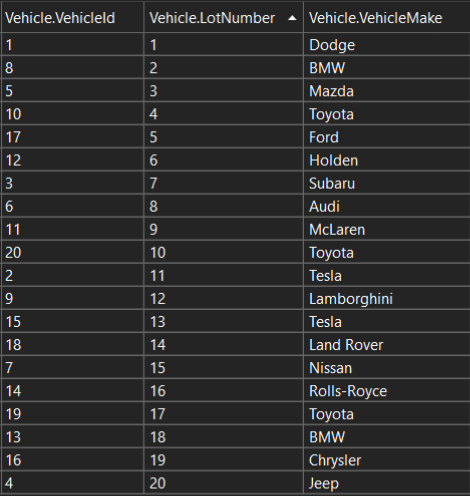 Vehicle.VehicleId Vehicle.LotNumber Vehicle.VehicleMake
1 1 Dodge
8 2 BMW
5 3 Mazda
10 4 Toyota
17 5 Ford
12 6 Holden
3 7 Subaru
6 8 Audi
11 9 McLaren
20 10 Toyota
2 11 Tesla
9 12 Lamborghini
15 13 Tesla
18 14 Land Rover
7 15 Nissan
14 16 Rolls-Royce
19 17 Toyota
13 18 BMW
16 19 Chrysler
4 20 Jeep